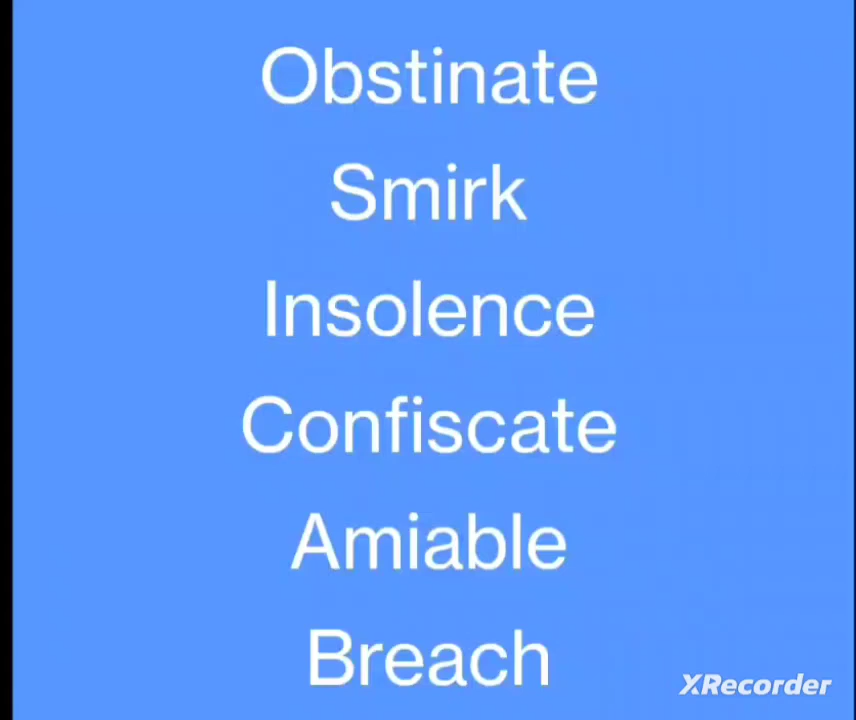 Obstinate
Smirk
Insolence
Confiscate
Amiable
Breach
XRecorder